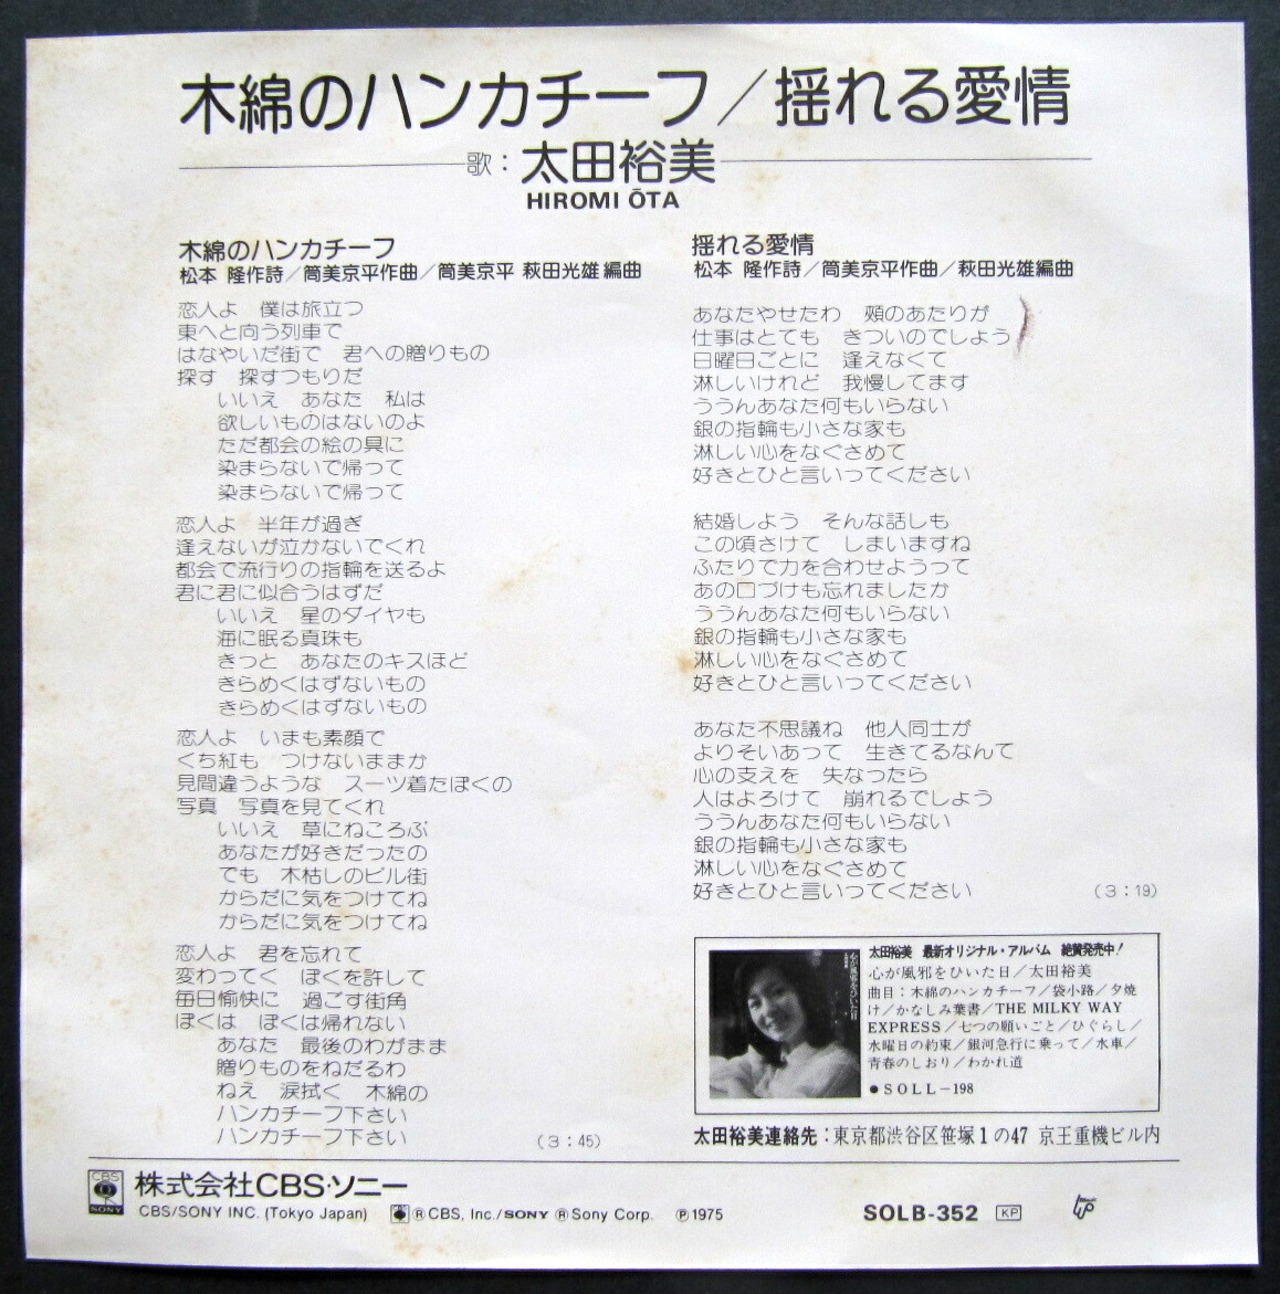 木綿のハンカチーフ／揺れる愛情
歌：太田裕美
HIROMI ŌTA
木綿のハンカチーフ
松本 隆作詩／筒美京平作曲／筒美京平 萩田光雄編曲
恋人よ　僕は旅立つ
東へと向う列車で
はなやいだ街で　君への贈りもの
探す　探すつもりだ
いいえ　あなた　私は
欲しいものはないのよ
ただ都会の絵の具に
染まらないで帰って
染まらないで帰って
恋人よ　半年が過ぎ
逢えないが泣かないでくれ
都会で流行りの指輪を送るよ
君に君に似合うはずだ
いいえ　星のダイヤも
海に眠る真珠も
きっと　あなたのキスほど
きらめくはずないもの
きらめくはずないもの
恋人よ　いまも素顔で
くち紅も　つけないままか
見間違うような　スーツ着たぼくの
写真　写真を見てくれ
いいえ　草にねころぶ
あなたが好きだったの
でも　木枯しのビル街
からだに気をつけてね
からだに気をつけてね
恋人よ　君を忘れて
変わってく　ぼくを許して
毎日愉快に　過ごす街角
ぼくは　ぼくは帰れない
あなた　最後のわがまま
贈りものをねだるわ
ねえ　涙拭く　木綿の
ハンカチーフ下さい
ハンカチーフ下さい
（3：45）
揺れる愛情
松本 隆作詩／筒美京平作曲／萩田光雄編曲
あなたやせたわ　頰のあたりが
仕事はとても　きついのでしよう
日曜日ごとに　逢えなくて
淋しいけれど　我慢してます
ううんあなた何もいらない
銀の指輪も小さな家も
淋しい心をなぐさめて
好きとひと言いってください
結婚しよう　そんな話しも
この頃さけて　しまいますね
ふたりで力を合わせようって
あの口づけも忘れましたか
ううんあなた何もいらない
銀の指輪も小さな家も
淋しい心をなぐさめて
好きとひと言いってください
あなた不思議ね　他人同士が
よりそいあって　生きてるなんて
心の支えを　失なったら
人はよろけて　崩れるでしよう
ううんあなた何もいらない
銀の指輪も小さな家も
淋しい心をなぐさめて
好きとひと言いってください
（3：19）
心が風邪をひいた日
太田裕美　最新オリジナル・アルバム　絶賛発売中！
心が風邪をひいた日／太田裕美
曲目：木綿のハンカチーフ／袋小路／夕焼
け／かなしみ葉書／THE MILKY WAY
EXPRESS／七つの願いごと／ひぐらし／
水曜日の約束／銀河急行に乗って／水車／
青春のしおり／わかれ道
●SOLL－198
太田裕美連絡先：東京都渋谷区笹塚1の47 京王重機ビル内
CBS
SONY
株式会社CBS・ソニー
CBS/SONY INC. (Tokyo Japan) ®CBS, Inc./SONY ®Sony Corp. ℗1975
SOLB-352 KP